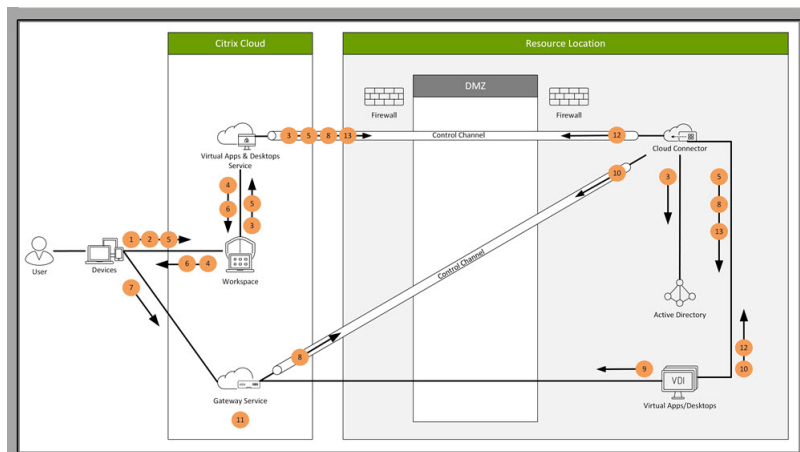 Citrix Cloud
Resource Location
DMZ
Firewall
Firewall
3 5 8 13
Control Channel
12
Virtual Apps & Desktops
Service
Cloud Connector
10
4
6
5
3
3
5
8
13
1 2 5
User
Devices
6 4
Workspace
Control Channel
7
Active Directory
8
12
10
9
VDI
Gateway Service
Virtual Apps/Desktops
11